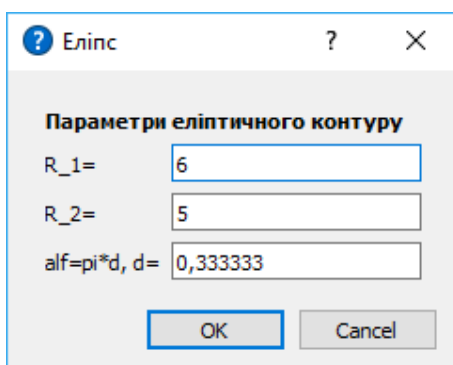 Еліпс
Параметри еліптичного контуру
R_1= 6
R_2= 5
alf=pi*d, d= 0,333333
OK Cancel